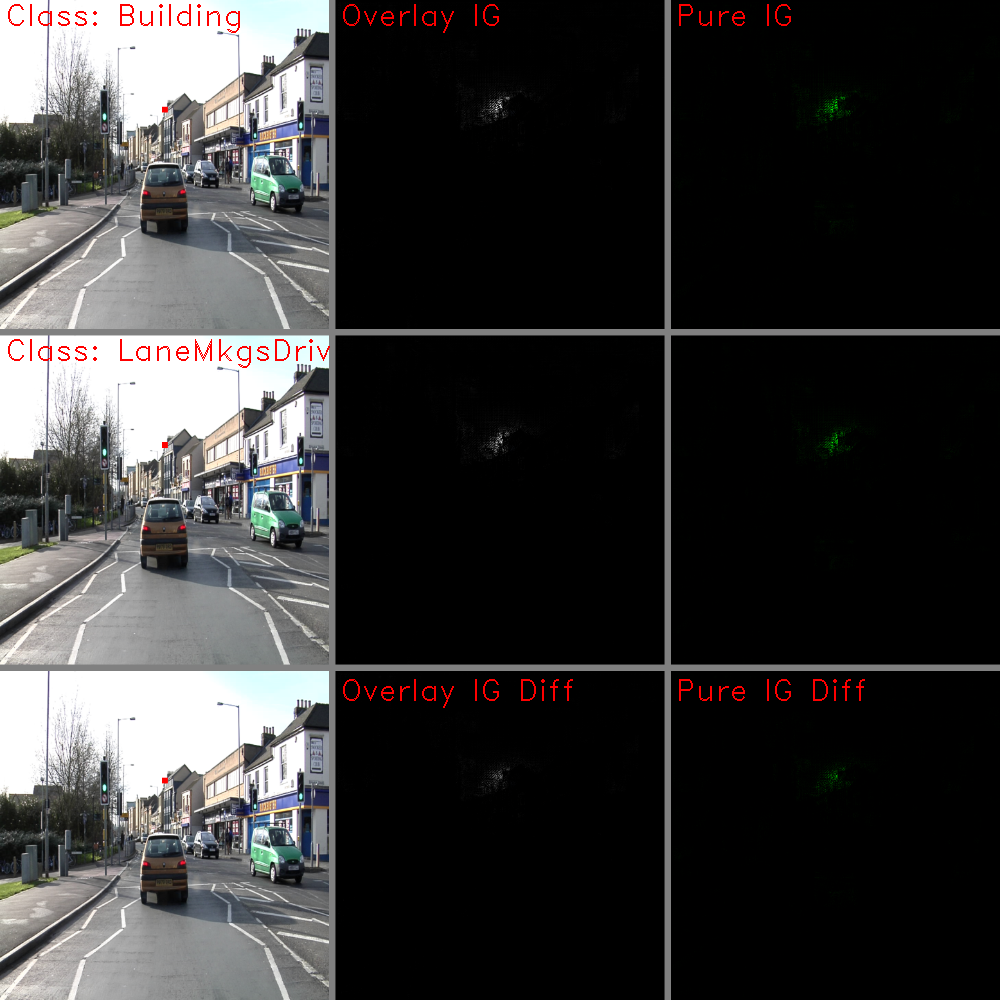 Class: Building
Overlay IG
Pure IG
Class: LaneMkgsDriv
Overlay IG Diff
Pure IG Diff